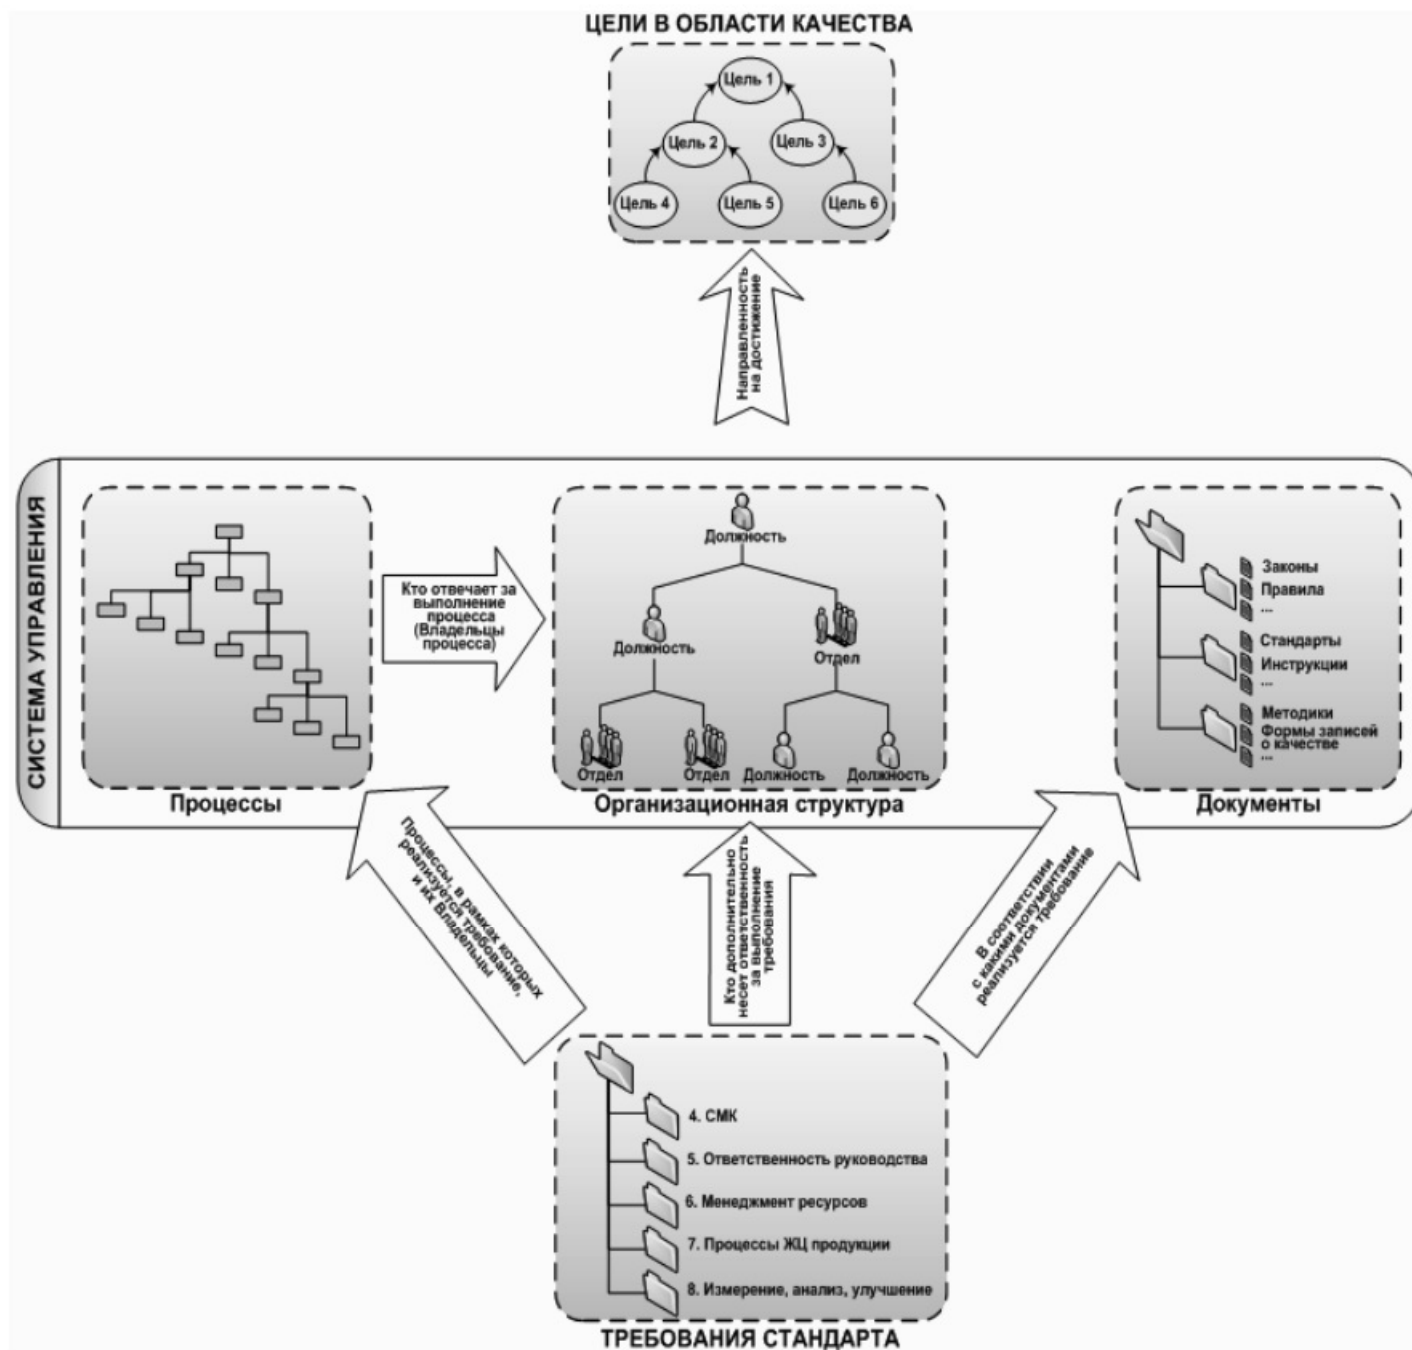 ЦЕЛИ В ОБЛАСТИ КАЧЕСТВА
Цель 1
Цель 2
Цель 3
Цель 4
Цель 5
Цель 6
Направленность
на достижение
СИСТЕМА УПРАВЛЕНИЯ
Процессы
Кто отвечает за
выполнение
процесса
(Владельцы
процесса)
Должность
Должность
Отдел
Отдел
Отдел
Должность
Должность
Организационная структура
Законы
Правила
...
Стандарты
Инструкции
...
Методики
Формы записей
о качестве
...
Документы
Процессы, в рамках которых
реализуется требование,
и их Владельцы
Кто дополнительно
несет ответственность
за выполнение
требования
В соответствии
с какими документами
реализуется требование
4. СМК
5. Ответственность руководства
6. Менеджмент ресурсов
7. Процессы ЖЦ продукции
8. Измерение, анализ, улучшение
ТРЕБОВАНИЯ СТАНДАРТА